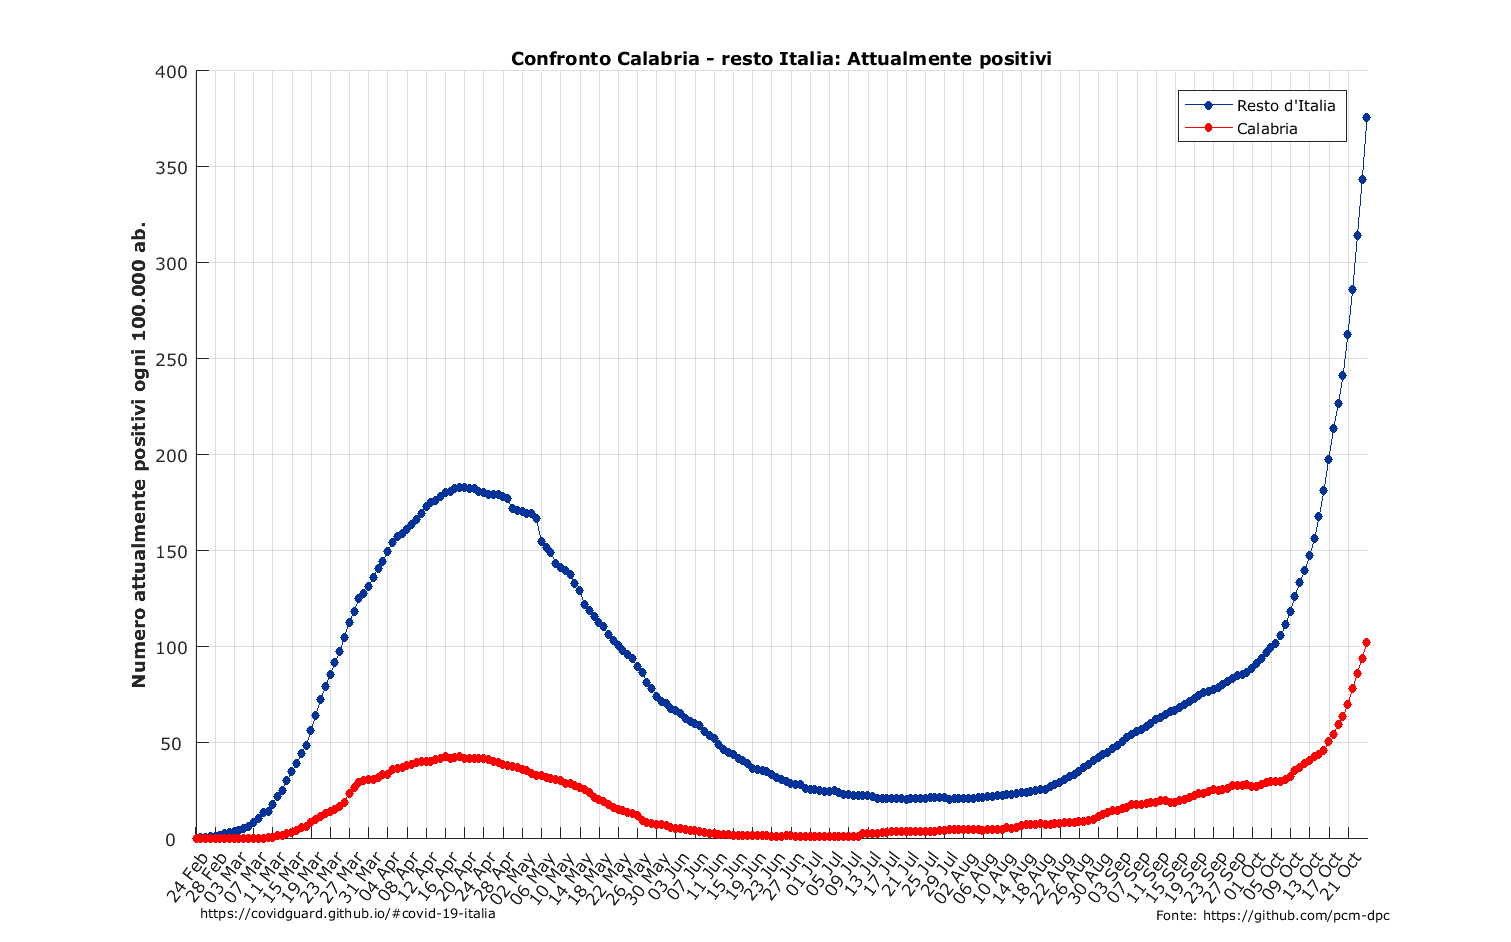 Confronto Calabria - resto Italia: Attualmente positivi
Resto d'Italia
Calabria
Numero attualmente positivi ogni 100.000 ab.
400
350
300
250
200
150
100
50
0
24 Feb
28 Feb
03 Mar
07 Mar
11 Mar
15 Mar
19 Mar
23 Mar
27 Mar
31 Mar
04 Apr
08 Apr
12 Apr
16 Apr
20 Apr
24 Apr
28 Apr
02 May
06 May
10 May
14 May
18 May
22 May
26 May
30 May
03 Jun
07 Jun
11 Jun
15 Jun
19 Jun
23 Jun
27 Jun
01 Jul
05 Jul
09 Jul
13 Jul
17 Jul
21 Jul
25 Jul
29 Jul
02 Aug
06 Aug
10 Aug
14 Aug
18 Aug
22 Aug
26 Aug
30 Aug
03 Sep
07 Sep
11 Sep
15 Sep
19 Sep
23 Sep
27 Sep
01 Oct
05 Oct
09 Oct
13 Oct
17 Oct
21 Oct
https://covidguard.github.io/#covid-19-italia
Fonte: https://github.com/pcm-dpc